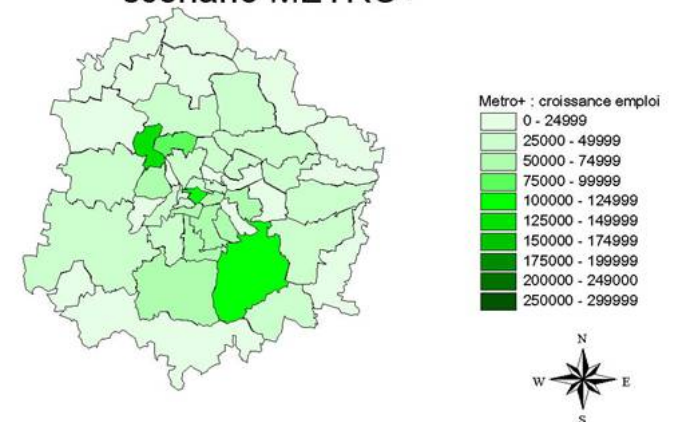 Metro+ : croissance emploi
0 - 24999
25000 - 49999
50000 - 74999
75000 - 99999
100000 - 124999
125000 - 149999
150000 - 174999
175000 - 199999
200000 - 249000
250000 - 299999
N
W E
S